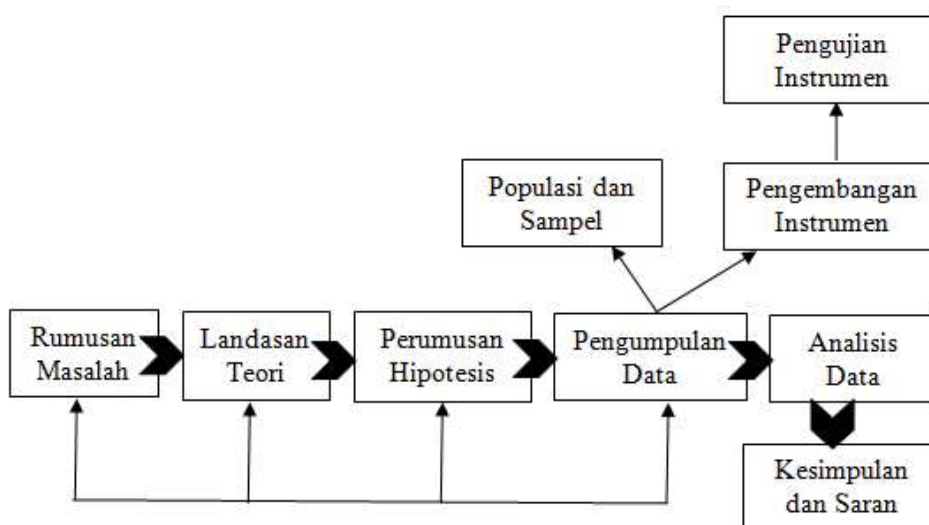 Pengujian
Instrumen
Populasi dan
Sampel
Pengembangan
Instrumen
Rumusan
Masalah
Landasan
Teori
Perumusan
Hipotesis
Pengumpulan
Data
Analisis
Data
Kesimpulan
dan Saran